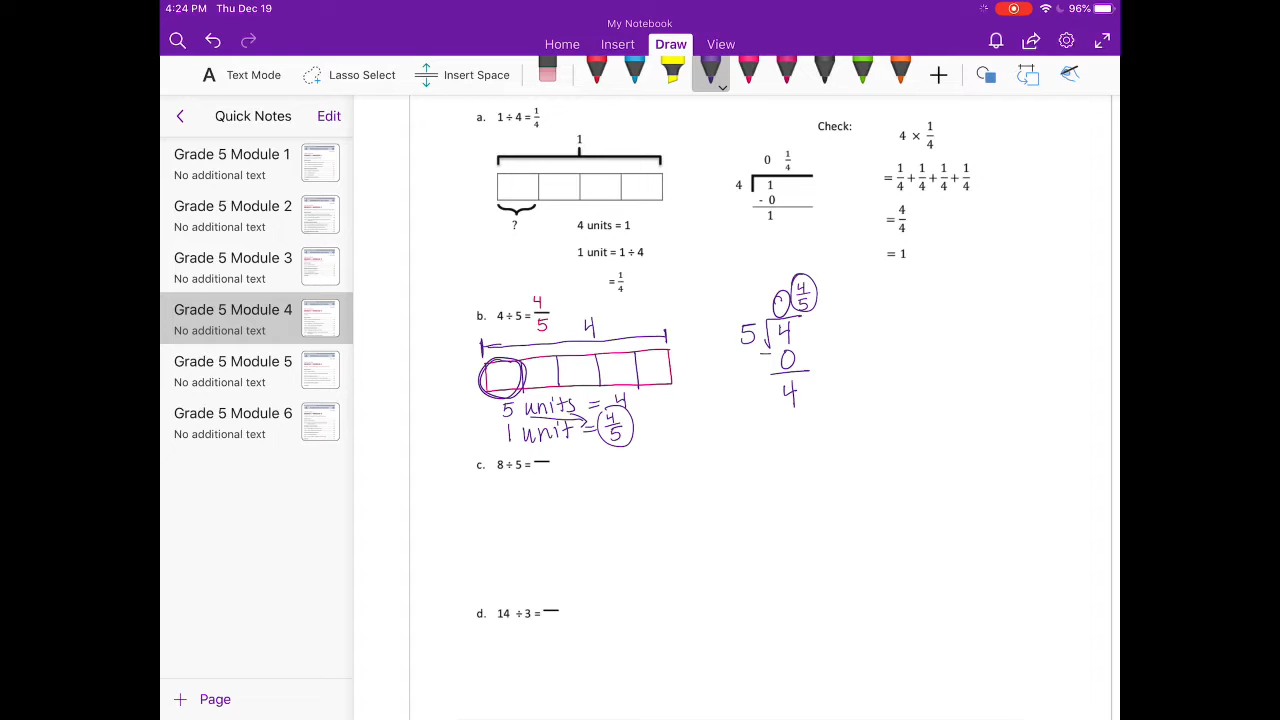 4:24 PM Thu Dec 19
96%
My Notebook
Home Insert Draw View
Text Mode Lasso Select Insert Space
Quick Notes Edit
Grade 5 Module 1
No additional text
Grade 5 Module 2
No additional text
Grade 5 Module 3
No additional text
Grade 5 Module 4
No additional text
Grade 5 Module 5
No additional text
Grade 5 Module 6
No additional text
+ Page
a. 1 ÷ 4 = 1/4
1
?
4 units = 1
1 unit = 1 ÷ 4
= 1/4
0 1/4
4 1
- 0
1
Check: 4 × 1/4
= 1/4 + 1/4 + 1/4 + 1/4
= 4/4
= 1
4 ÷ 5 = 4/5
4
5 units = 4
1 unit = 4/5
0 4/5
5 4
- 0
4
c. 8 ÷ 5 =
d. 14 ÷ 3 =